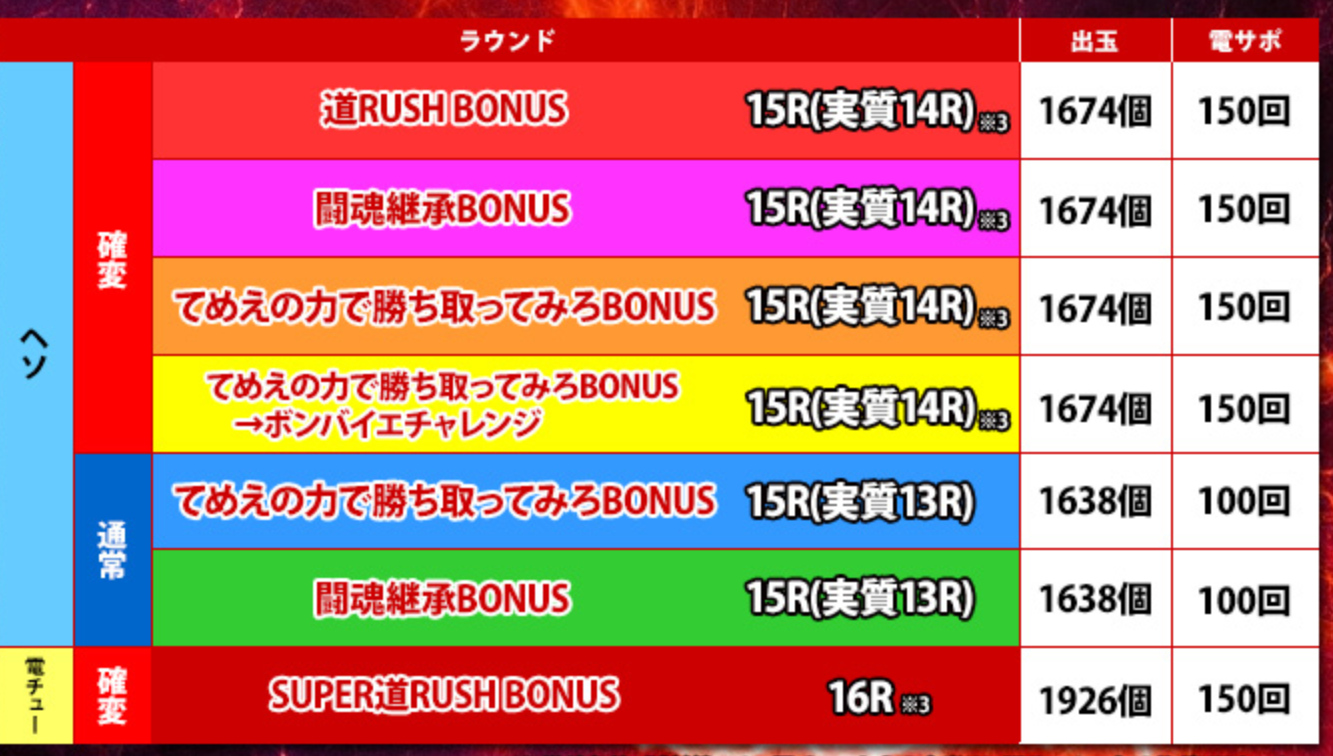 ラウンド 出玉 電サポ
ヘソ
確変
道RUSH BONUS 15R(実質14R)※3 1674個 150回
闘魂継承BONUS 15R(実質14R)※3 1674個 150回
てめえの力で勝ち取ってみろBONUS 15R(実質14R)※3 1674個 150回
てめえの力で勝ち取ってみろBONUS
→ボンバイエチャレンジ 15R(実質14R)※3 1674個 150回
通常
てめえの力で勝ち取ってみろBONUS 15R(実質13R) 1638個 100回
闘魂継承BONUS 15R(実質13R) 1638個 100回
電チュー
確変
SUPER道RUSH BONUS 16R※3 1926個 150回